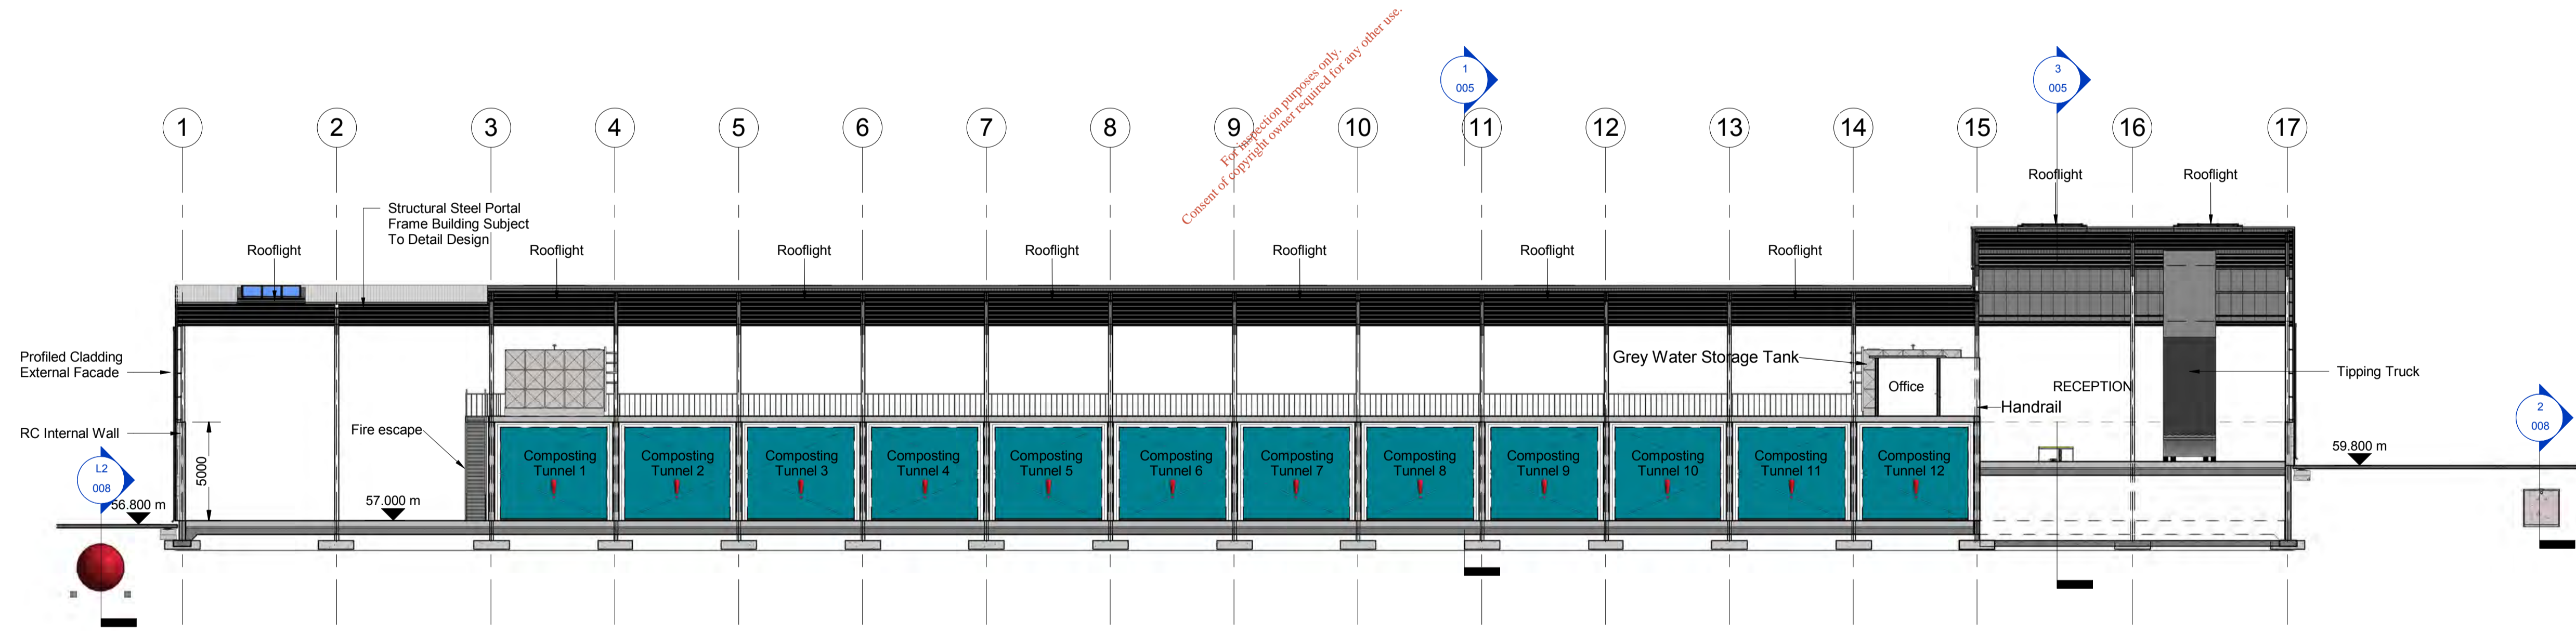 For inspection purposes only.
Consent of copyright owner required for any other use.
1
005
3
005
1
2
3
4
5
6
7
8
9
10
11
12
13
14
15
16
17
Rooflight
Rooflight
Structural Steel Portal
Frame Building Subject
To Detail Design
Rooflight
Rooflight
Rooflight
Rooflight
Rooflight
Rooflight
Rooflight
Profiled Cladding
External Facade
Grey Water Storage Tank
Office
RECEPTION
Tipping Truck
Handrail
2
008
RC Internal Wall
Fire escape
5000
L2
008
56.800 m
57.000 m
59.800 m
Composting
Tunnel 1
Composting
Tunnel 2
Composting
Tunnel 3
Composting
Tunnel 4
Composting
Tunnel 5
Composting
Tunnel 6
Composting
Tunnel 7
Composting
Tunnel 8
Composting
Tunnel 9
Composting
Tunnel 10
Composting
Tunnel 11
Composting
Tunnel 12